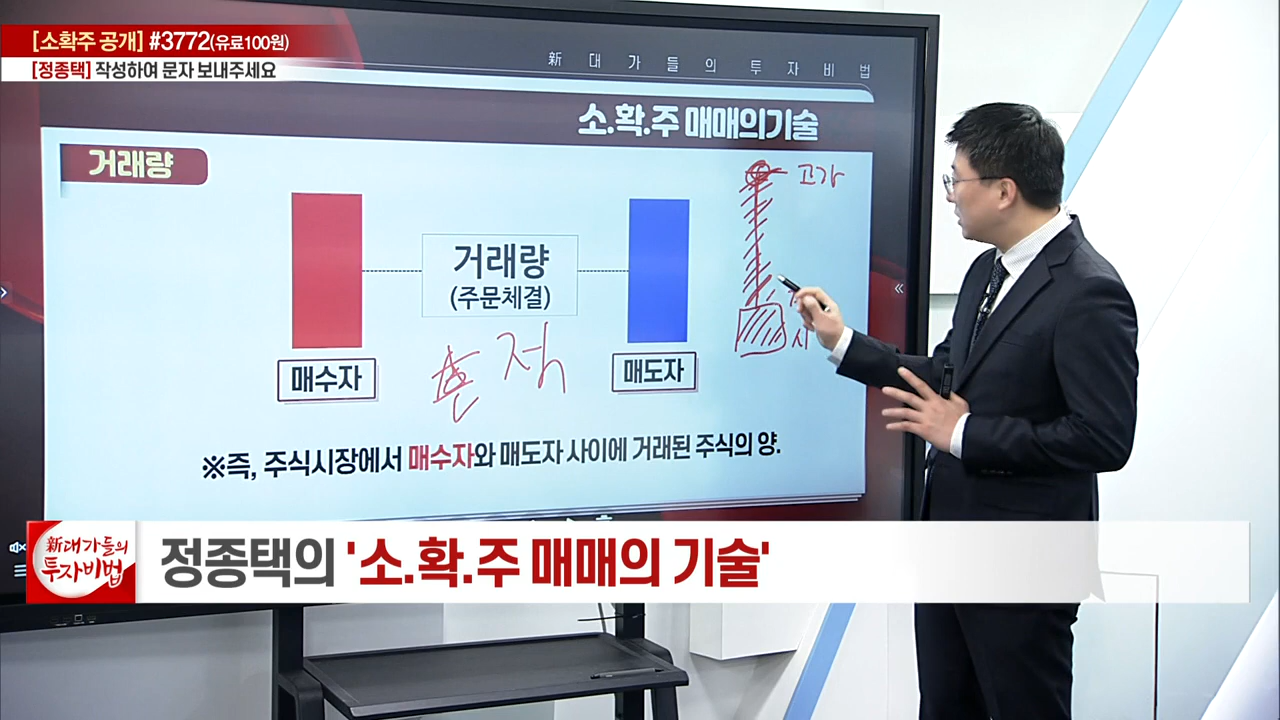 [소확주 공개] #3772(유료100원)
[정종택] 작성하여 문자 보내주세요
新 대가들의 투자비법
소.확.주 매매의기술
거래량
고가
거래량
(주문체결)
시
흔적
매수자
매도자
※즉, 주식시장에서 매수자와 매도자 사이에 거래된 주식의 양.
新대가들의
투자비법
정종택의 '소.확.주 매매의 기술'